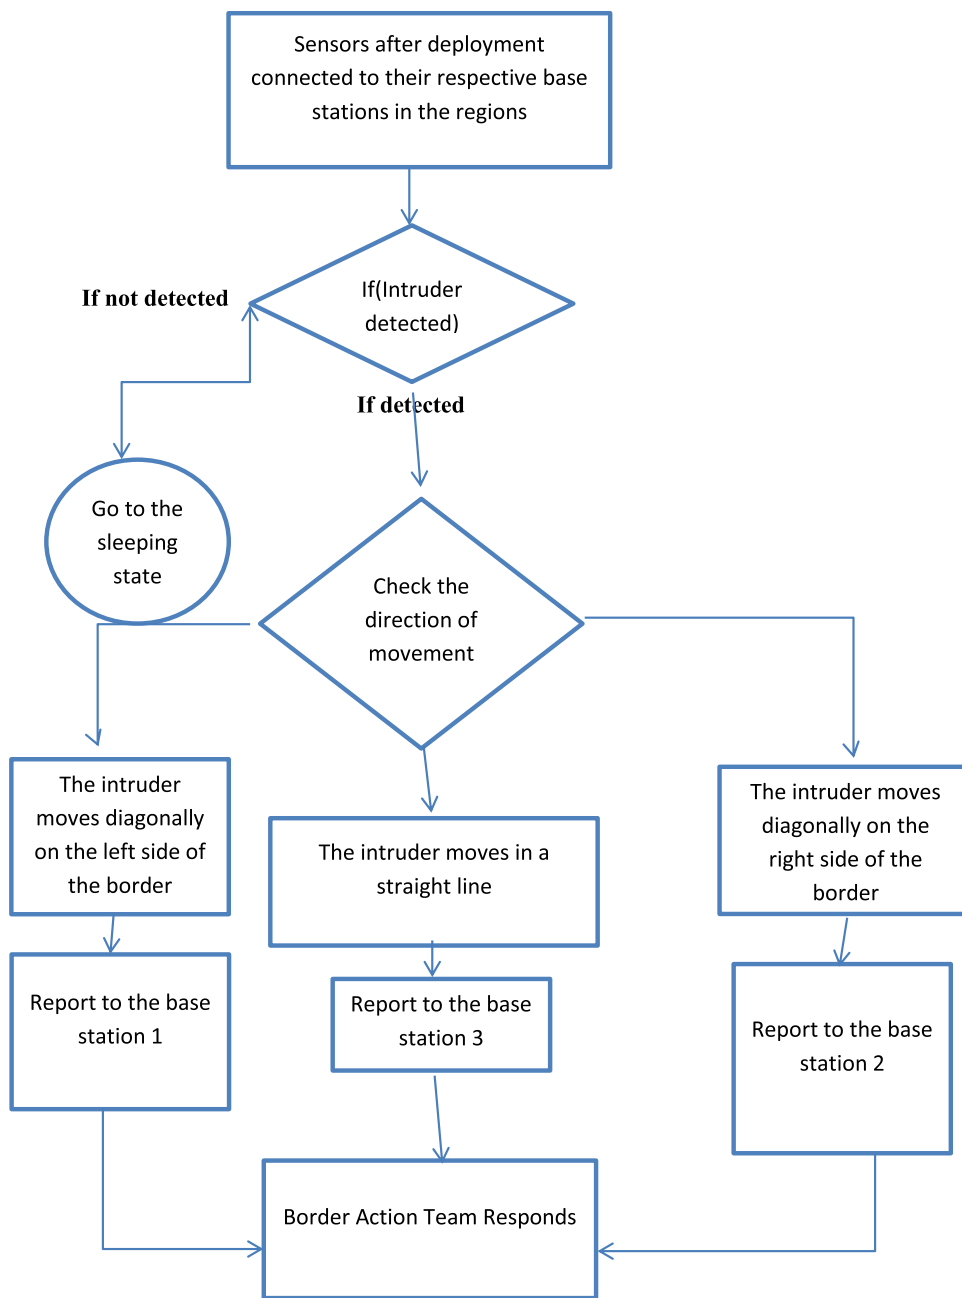 Sensors after deployment
connected to their respective base
stations in the regions
If not detected
If(Intruder
detected)
If detected
Go to the
sleeping
state
Check the
direction of
movement
The intruder
moves diagonally
on the left side of
the border
The intruder moves in a
straight line
The intruder moves
diagonally on the
right side of the
border
Report to the base
station 1
Report to the base
station 3
Report to the base
station 2
Border Action Team Responds